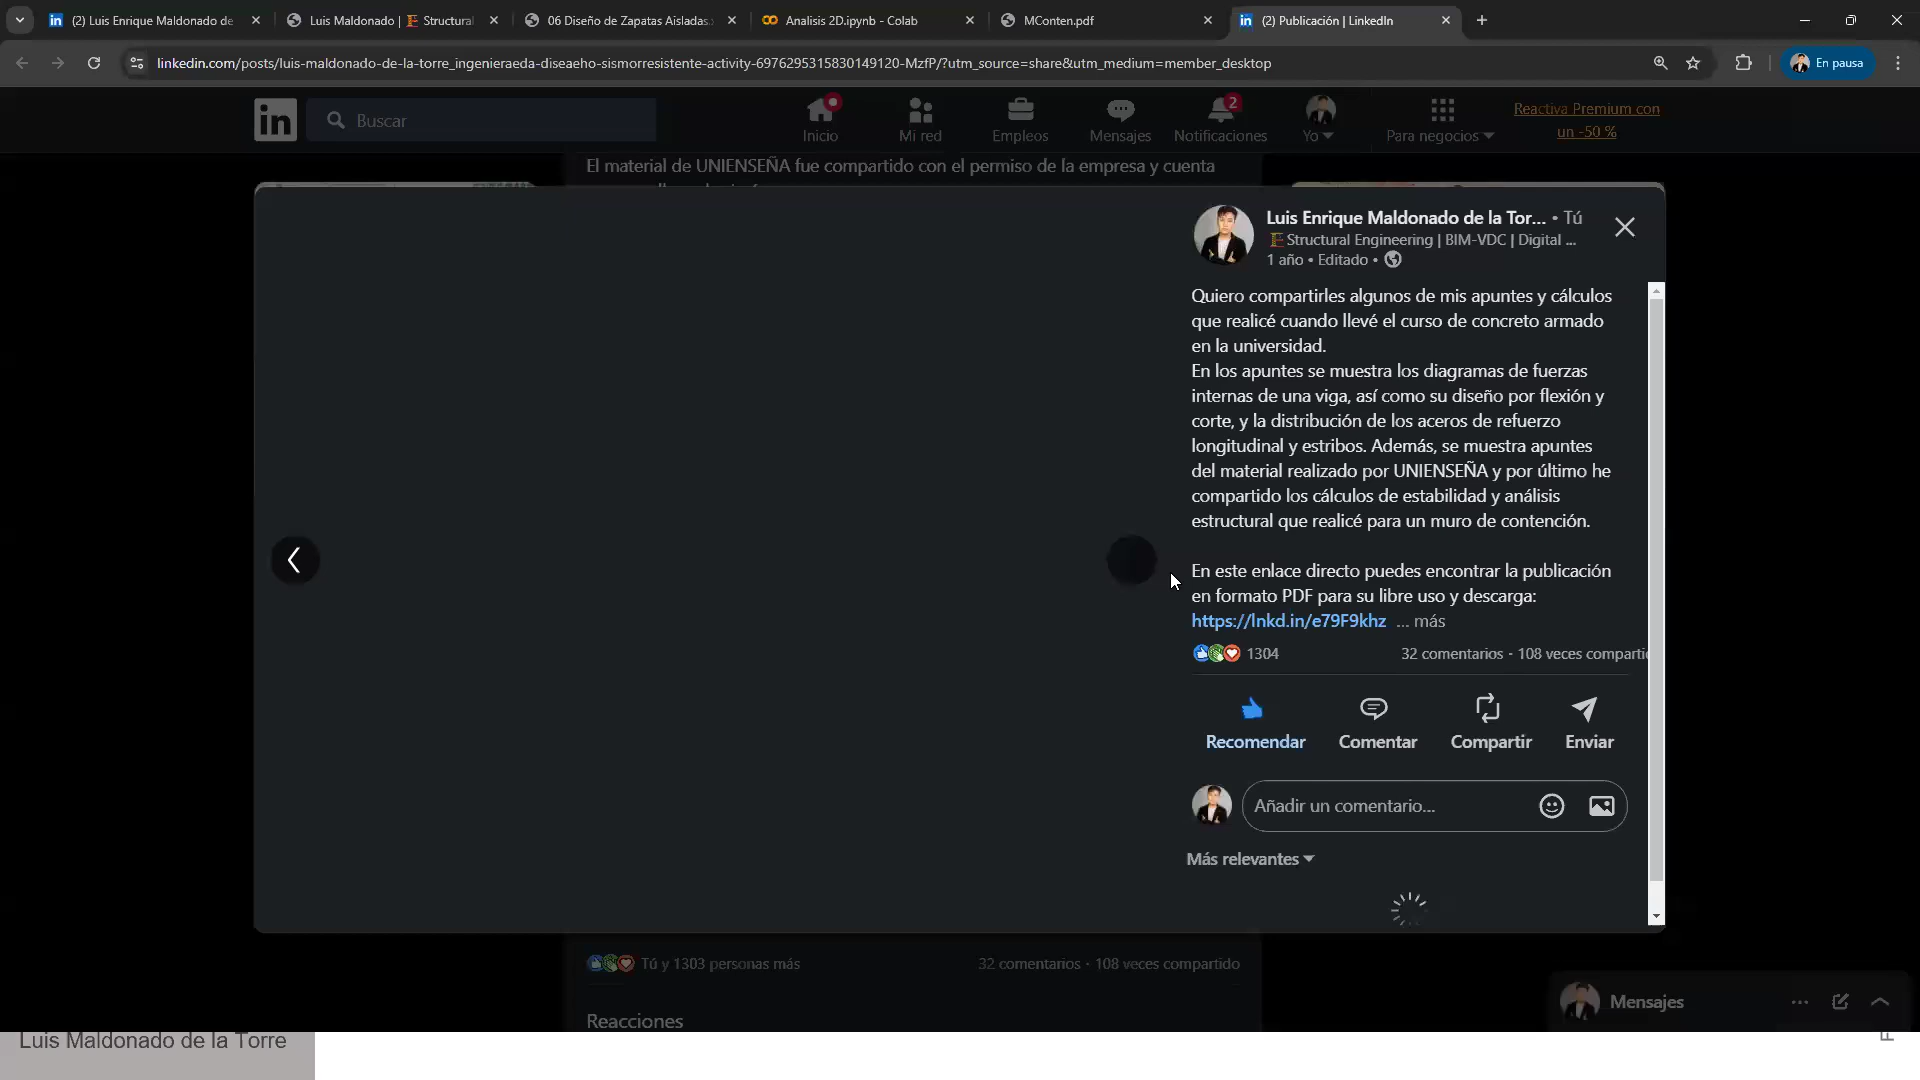 (2) Luis Enrique Maldonado de
Luis Maldonado | Structural
06 Diseño de Zapatas Aisladas.
Analisis 2D.ipynb - Colab
MConten.pdf
in (2) Publicación | LinkedIn
linkedin.com/posts/luis-maldonado-de-la-torre_ingenieraeda-diseaeho-sismorresistente-activity-6976295315830149120-MzfP/?utm_source=share&utm_medium=member_desktop
En pausa
in
Buscar
Inicio
Mi red
Empleos
Mensajes
2
Notificaciones
Yo
Para negocios
Reactiva Premium con
un -50 %
El material de UNIENSEÑA fue compartido con el permiso de la empresa y cuenta
Luis Enrique Maldonado de la Tor... • Tú
Structural Engineering | BIM-VDC | Digital ...
1 año • Editado •
Quiero compartirles algunos de mis apuntes y cálculos
que realicé cuando llevé el curso de concreto armado
en la universidad.
En los apuntes se muestra los diagramas de fuerzas
internas de una viga, así como su diseño por flexión y
corte, y la distribución de los aceros de refuerzo
longitudinal y estribos. Además, se muestra apuntes
del material realizado por UNIENSEÑA y por último he
compartido los cálculos de estabilidad y análisis
estructural que realicé para un muro de contención.
En este enlace directo puedes encontrar la publicación
en formato PDF para su libre uso y descarga:
https://lnkd.in/e79F9khz ... más
1304
32 comentarios · 108 veces comparti
Recomendar
Comentar
Compartir
Enviar
Añadir un comentario...
Más relevantes
Tú y 1303 personas más
32 comentarios · 108 veces compartido
Reacciones
Mensajes
Luis Maldonado de la Torre